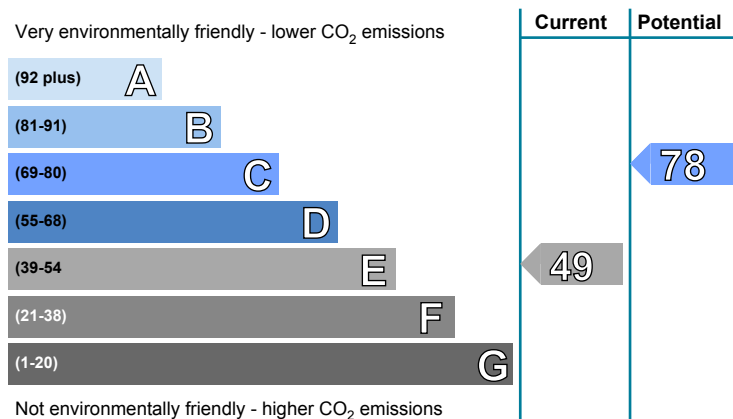 Current Potential
Very environmentally friendly - lower CO₂ emissions
(92 plus) A
(81-91) B
(69-80) C
78
(55-68) D
(39-54 E
49
(21-38) F
(1-20) G
Not environmentally friendly - higher CO₂ emissions